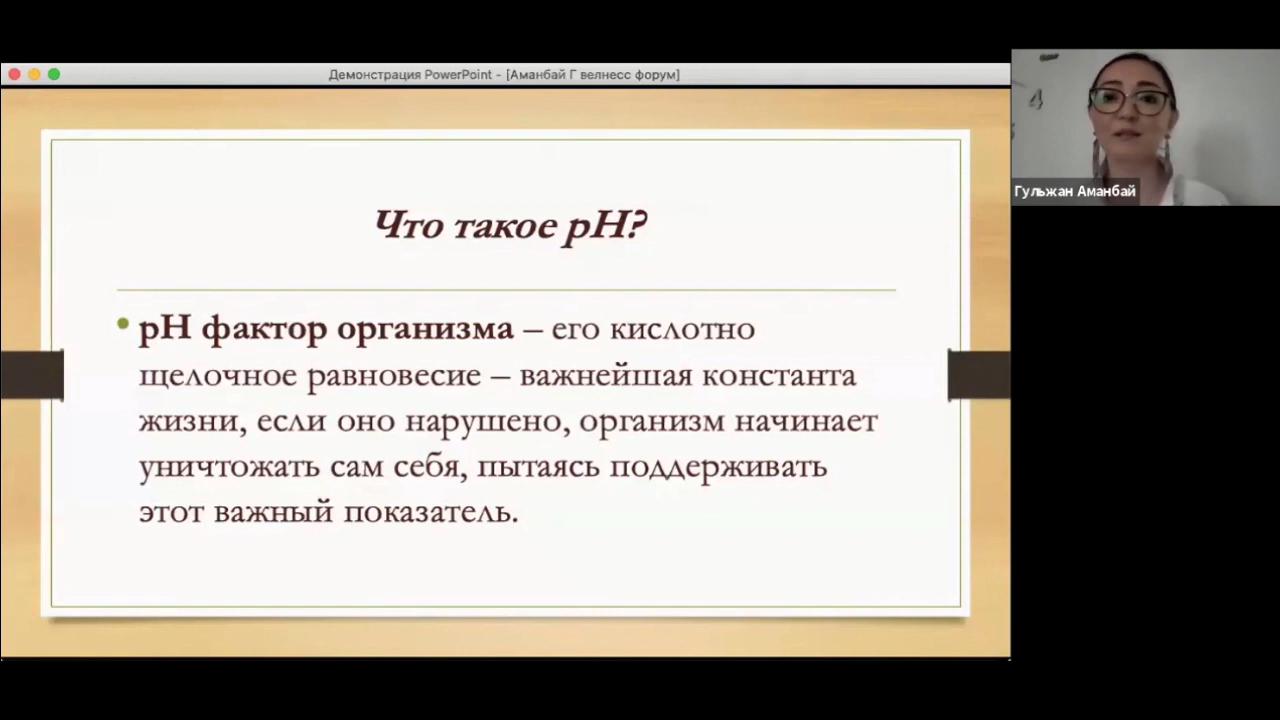 Демонстрация PowerPoint - [Аманбай Г велнесс форум]
4
Гульжан Аманбай
Что такое pH?
• pH фактор организма – его кислотно
щелочное равновесие – важнейшая константа
жизни, если оно нарушено, организм начинает
уничтожать сам себя, пытаясь поддерживать
этот важный показатель.